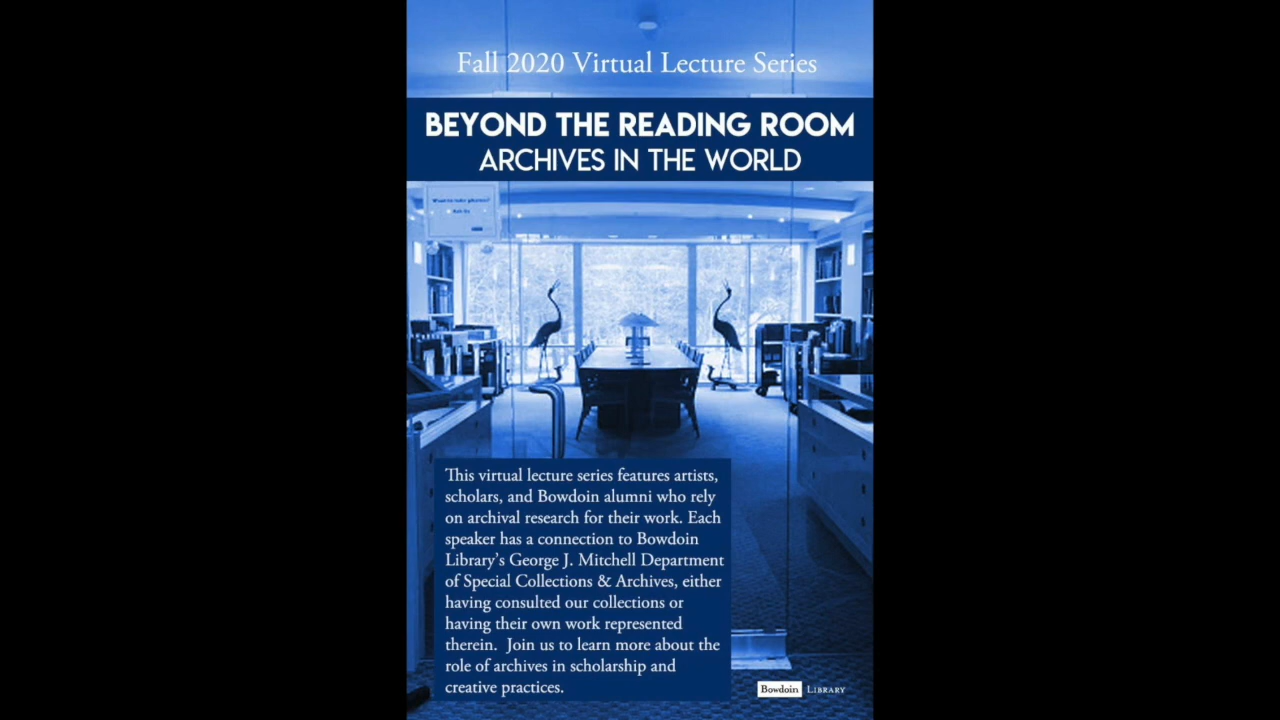 Fall 2020 Virtual Lecture Series
BEYOND THE READING ROOM
ARCHIVES IN THE WORLD
This virtual lecture series features artists,
scholars, and Bowdoin alumni who rely
on archival research for their work. Each
speaker has a connection to Bowdoin
Library's George J. Mitchell Department
of Special Collections & Archives, either
having consulted our collections or
having their own work represented
therein.  Join us to learn more about the
role of archives in scholarship and
creative practices.
Bowdoin LIBRARY